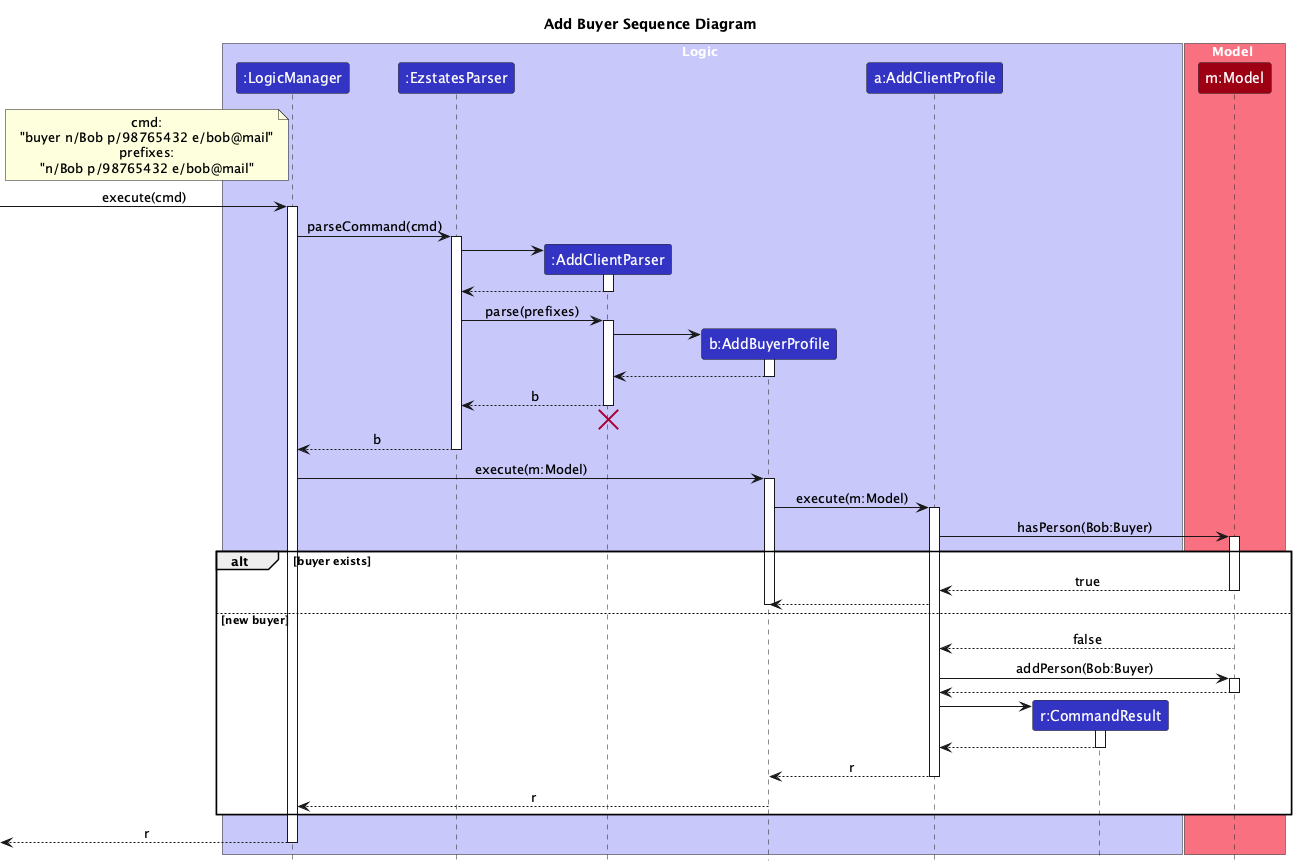 Add Buyer Sequence Diagram
Logic
Model
:LogicManager
:EzstatesParser
a:AddClientProfile
m:Model
cmd:
"buyer n/Bob p/98765432 e/bob@mail"
prefixes:
"n/Bob p/98765432 e/bob@mail"
execute(cmd)
parseCommand(cmd)
:AddClientParser
parse(prefixes)
b:AddBuyerProfile
b
b
execute(m:Model)
execute(m:Model)
hasPerson(Bob:Buyer)
alt
[buyer exists]
true
[new buyer]
false
addPerson(Bob:Buyer)
r:CommandResult
r
r
r